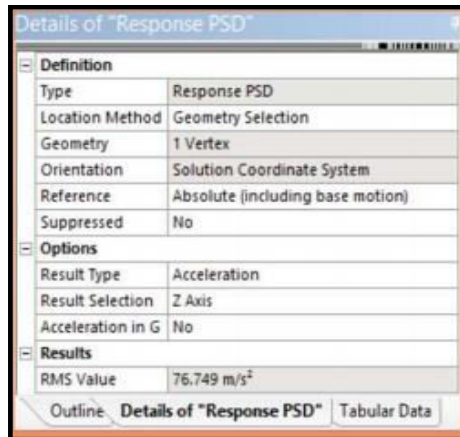 Details of "Response PSD"
Definition
Type Response PSD
Location Method Geometry Selection
Geometry 1 Vertex
Orientation Solution Coordinate System
Reference Absolute (including base motion)
Suppressed No
Options
Result Type Acceleration
Result Selection Z Axis
Acceleration in G No
Results
RMS Value 76.749 m/s²
Outline Details of "Response PSD" Tabular Data